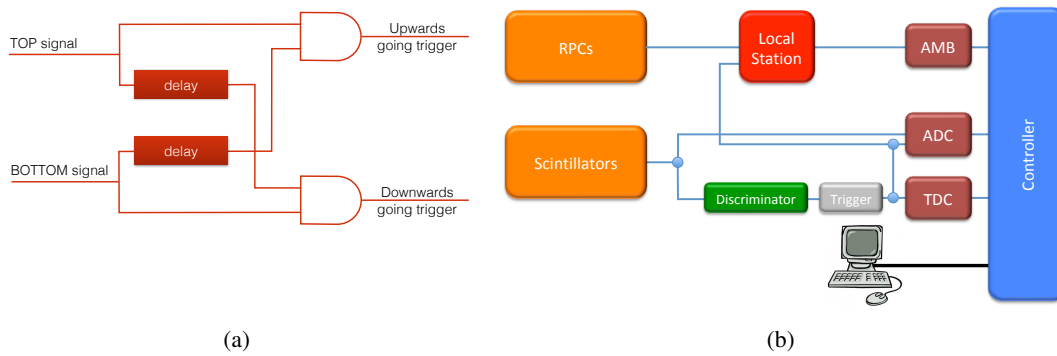 TOP signal
delay
delay
BOTTOM signal
Upwards
going trigger
Downwards
going trigger
(a)
RPCs
Local
Station
AMB
Scintillators
ADC
Discriminator
Trigger
TDC
Controller
(b)